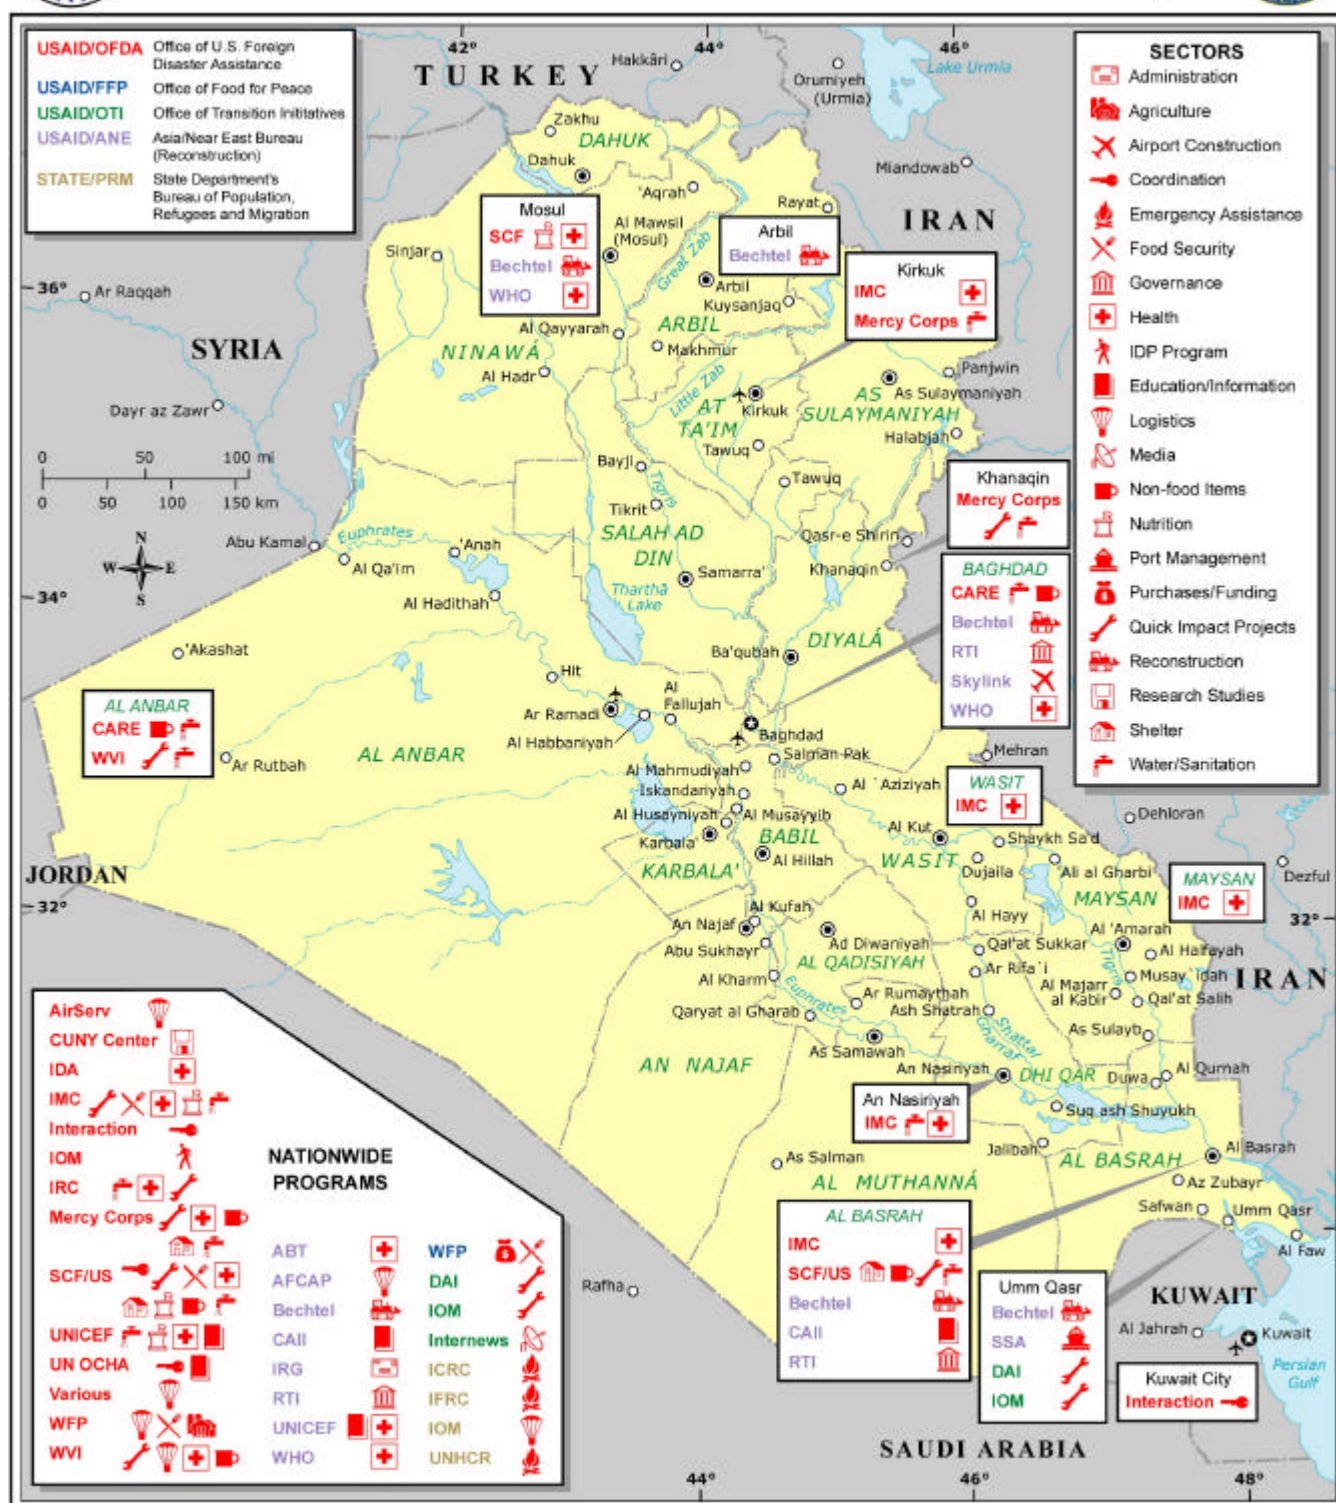 USAID/OFDA Office of U.S. Foreign
Disaster Assistance
USAID/FFP Office of Food for Peace
USAID/OTI Office of Transition Inititatives
USAID/ANE Asia/Near East Bureau
(Reconstruction)
STATE/PRM State Department's
Bureau of Population,
Refugees and Migration
SECTORS
Administration
Agriculture
Airport Construction
Coordination
Emergency Assistance
Food Security
Governance
Health
IDP Program
Education/Information
Logistics
Media
Non-food Items
Nutrition
Port Management
Purchases/Funding
Quick Impact Projects
Reconstruction
Research Studies
Shelter
Water/Sanitation
42° 44° 46°
TURKEY
Hakkâri
Orumiyeh
(Urmia)
Lake Urmia
Miandowab
IRAN
Zakhu
DAHUK
Dahuk
'Aqrah
Rayat
Mosul
SCF
Bechtel
WHO
Al Mawsil
(Mosul)
Arbil
Bechtel
Kirkuk
IMC
Mercy Corps
Sinjar
Great Zab
Arbil
Kuysanjaq
36°
Ar Raqqah
SYRIA
Al Qayyarah
ARBIL
Makhmur
NINAWÁ
Al Hadr
Little Zab
Panjwin
As Sulaymaniyah
AS
SULAYMANIYAH
Halabjah
Dayr az Zawr
AT
TA'IM
Kirkuk
Tawuq
0 50 100 mi
0 50 100 150 km
Bayji
Tigris
Tawuq
Tikrit
Khanaqin
Mercy Corps
N
W E
S
Abu Kamal
Euphrates
'Anah
Al Qa'im
SALAH AD
DIN
Qasr-e Shirin
Khanaqin
Samarra'
Tharthā
Lake
34°
Al Hadithah
BAGHDAD
CARE
Bechtel
RTI
Skylink
WHO
'Akashat
DIYALÁ
Ba'qubah
Hit
AL ANBAR
CARE
WVI
Al
Fallujah
Ar Ramadi
Al Habbaniyah
Baghdad
Salman Pak
Mehran
Ar Rutbah
AL ANBAR
Al Mahmudiyah
Iskandariyah
Al `Aziziyah
WASIT
IMC
Al Husayniyah
Al Musayyib
Karbala'
BABIL
Al Hillah
Al Kut
Shaykh Sa'd
Dehloran
JORDAN
KARBALA'
WASIT
Dujaila
'Ali al Gharbi
MAYSAN
IMC
Dezful
32°
32°
MAYSAN
Al Kufah
An Najaf
Abu Sukhayr
Ad Diwaniyah
AL QADISIYAH
Al Hayy
Qal'at Sukkar
Al 'Amarah
Al Halfayah
Al Kharm
Ar Rifa`i
Tigris
Musay`idah
IRAN
Al Majarr
al Kabir
Qal'at Salih
Qaryat al Gharab
Euphrates
Ar Rumaythah
Ash Shatrah
Shatt al
Gharraf
As Sulayb
As Samawah
AN NAJAF
An Nasiriyah
DHI QAR
Duwa
Al Qurnah
An Nasiriyah
IMC
Suq ash Shuyukh
Jalibah
Al Basrah
As Salman
AL MUTHANNÁ
AL BASRAH
Az Zubayr
Safwan
Umm Qasr
Al Faw
AL BASRAH
IMC
SCF/US
Bechtel
CAII
RTI
Umm Qasr
Bechtel
SSA
DAI
IOM
KUWAIT
Al Jahrah
Kuwait
Persian
Gulf
Kuwait City
Interaction
Rafha
SAUDI ARABIA
44° 46° 48°
AirServ
CUNY Center
IDA
IMC
Interaction
IOM
IRC
Mercy Corps
SCF/US
UNICEF
UN OCHA
Various
WFP
WVI
NATIONWIDE
PROGRAMS
ABT
AFCAP
Bechtel
CAII
IRG
RTI
UNICEF
WHO
WFP
DAI
IOM
Internews
ICRC
IFRC
IOM
UNHCR